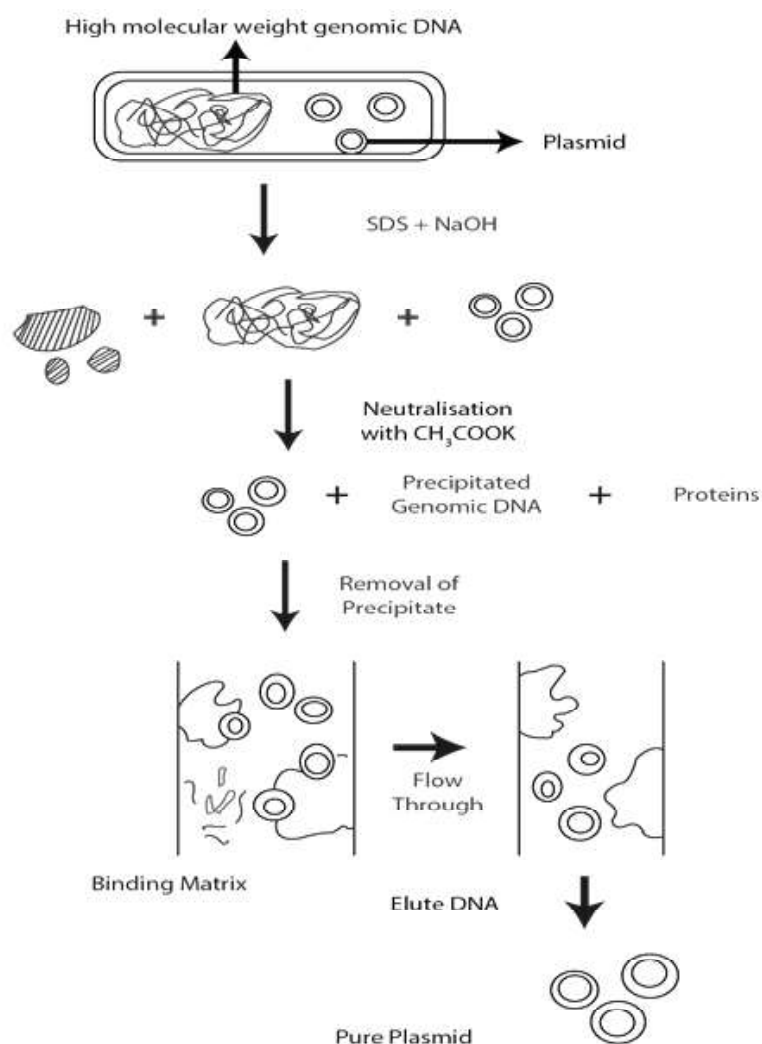 High molecular weight genomic DNA
Plasmid
SDS + NaOH
+
+
Neutralisation
with CH₃COOK
+
Precipitated
Genomic DNA
+
Proteins
Removal of
Precipitate
Flow
Through
Binding Matrix
Elute DNA
Pure Plasmid